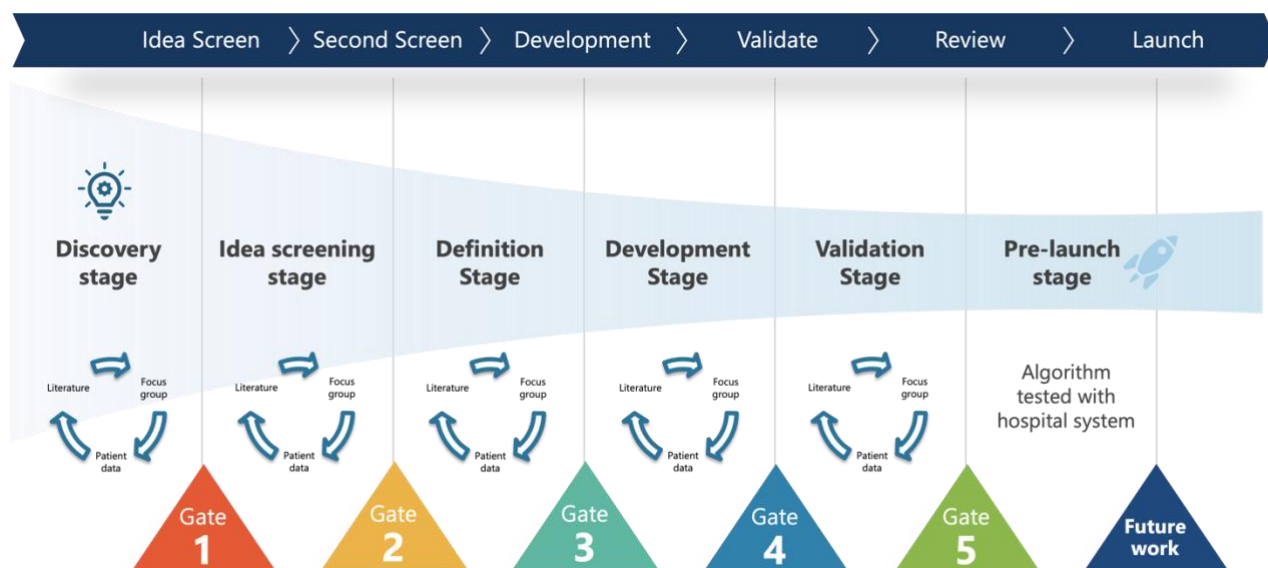 Idea Screen
Second Screen
Development
Validate
Review
Launch
Discovery
stage
Idea screening
stage
Definition
Stage
Development
Stage
Validation
Stage
Pre-launch
stage
Literature
Focus
group
Patient
data
Literature
Focus
group
Patient
data
Literature
Focus
group
Patient
data
Literature
Focus
group
Patient
data
Literature
Focus
group
Patient
data
Algorithm
tested with
hospital system
Gate
1
Gate
2
Gate
3
Gate
4
Gate
5
Future
work